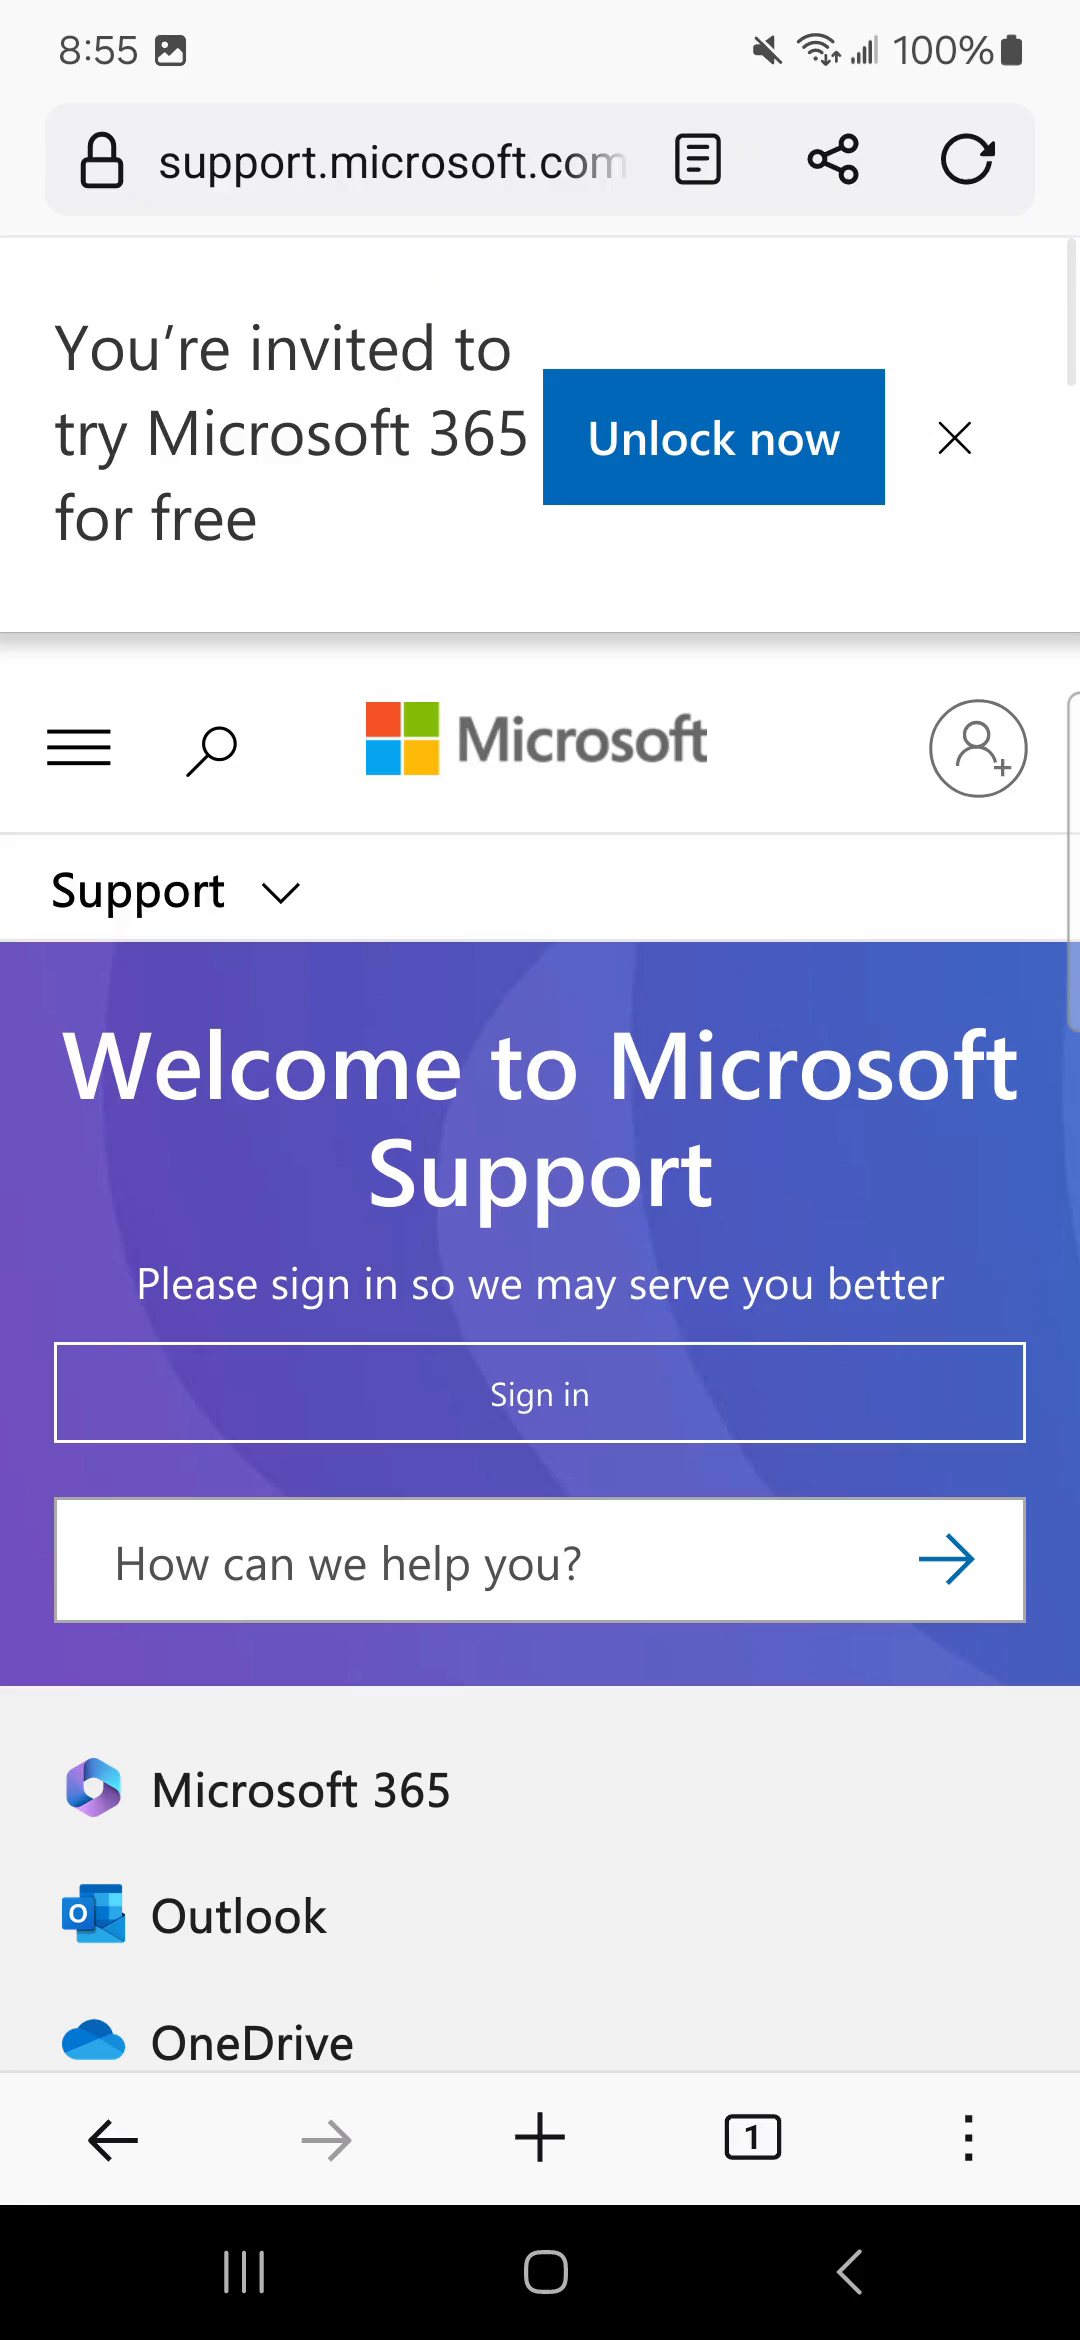 8:55 100%
support.microsoft.com
You’re invited to
try Microsoft 365
for free
Unlock now
Microsoft
Support
Welcome to Microsoft
Support
Please sign in so we may serve you better
Sign in
How can we help you?
Microsoft 365
Outlook
OneDrive
1